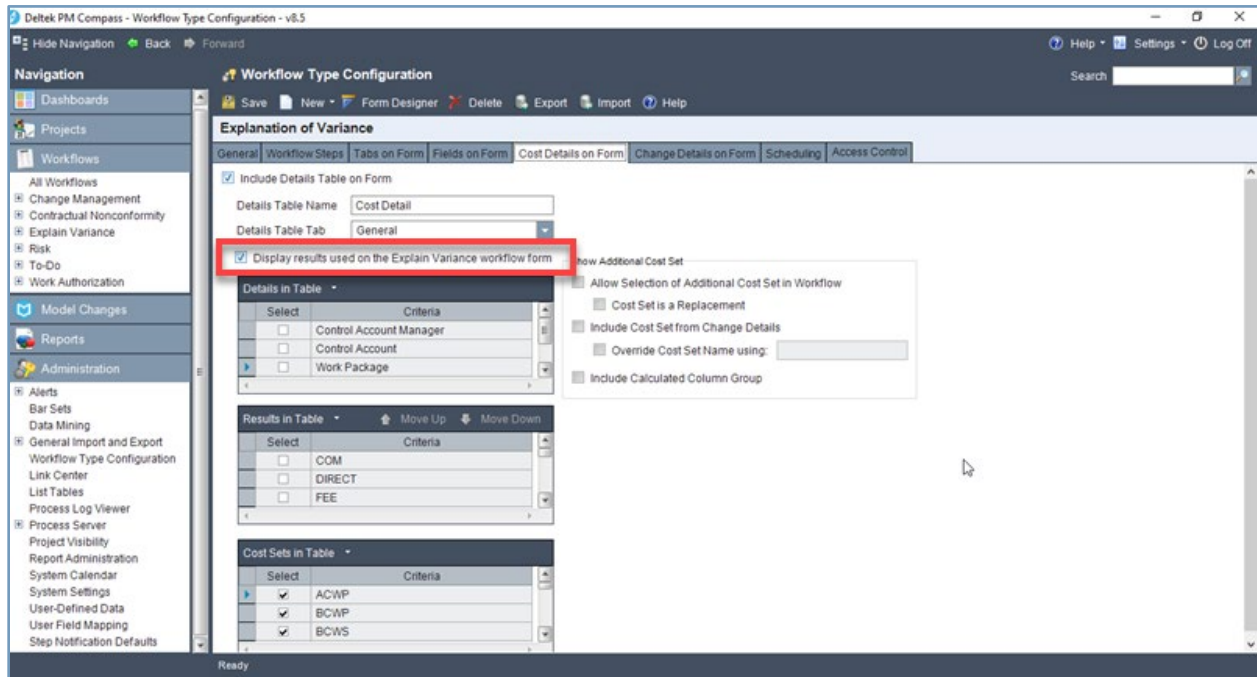 Deltek PM Compass - Workflow Type Configuration - v8.5
Hide Navigation Back Forward Help Settings Log Off
Navigation
Dashboards
Projects
Workflows
All Workflows
Change Management
Contractual Nonconformity
Explain Variance
Risk
To-Do
Work Authorization
Model Changes
Reports
Administration
Alerts
Bar Sets
Data Mining
General Import and Export
Workflow Type Configuration
Link Center
List Tables
Process Log Viewer
Process Server
Project Visibility
Report Administration
System Calendar
System Settings
User-Defined Data
User Field Mapping
Step Notification Defaults
Workflow Type Configuration
Search
Save New Form Designer Delete Export Import Help
Explanation of Variance
General Workflow Steps Tabs on Form Fields on Form Cost Details on Form Change Details on Form Scheduling Access Control
Include Details Table on Form
Details Table Name Cost Detail
Details Table Tab General
Display results used on the Explain Variance workflow form
Details in Table
Select Criteria
Control Account Manager
Control Account
Work Package
Results in Table Move Up Move Down
Select Criteria
COM
DIRECT
FEE
Cost Sets in Table
Select Criteria
ACWP
BCWP
BCWS
how Additional Cost Set
Allow Selection of Additional Cost Set in Workflow
Cost Set is a Replacement
Include Cost Set from Change Details
Override Cost Set Name using:
Include Calculated Column Group
Ready